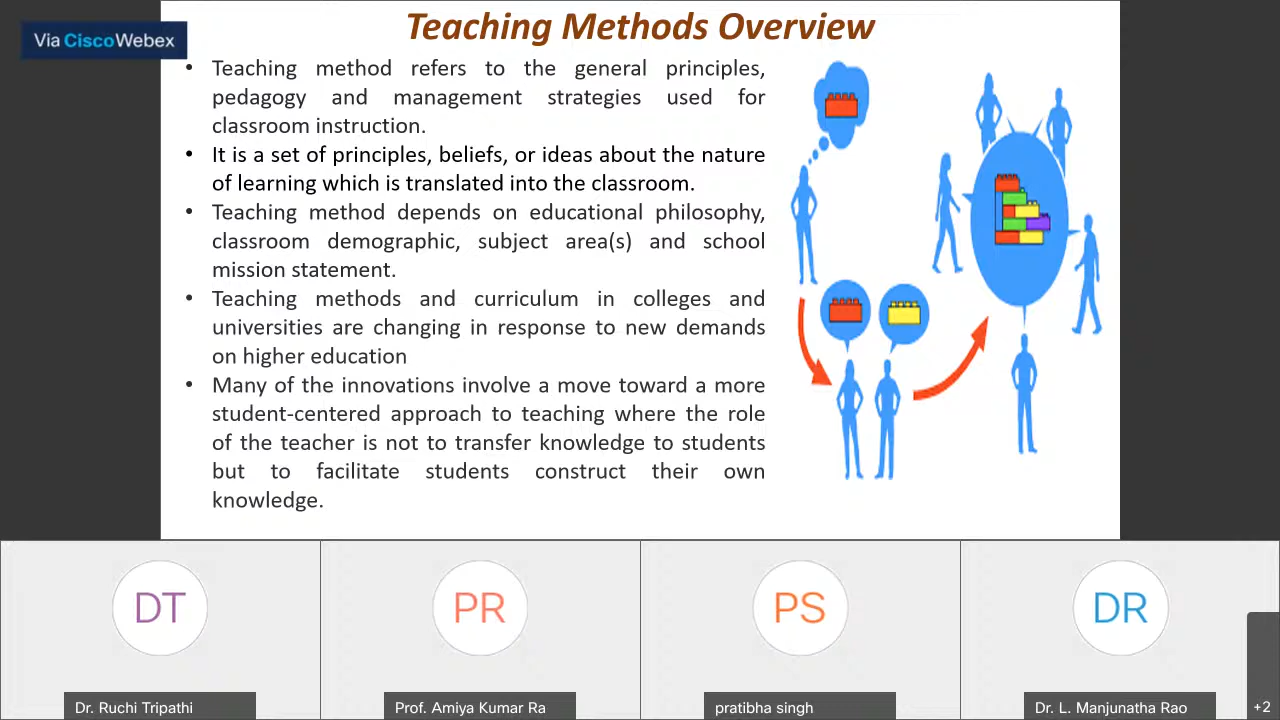 Teaching Methods Overview
Via CiscoWebex
• Teaching method refers to the general principles,
pedagogy and management strategies used for
classroom instruction.
• It is a set of principles, beliefs, or ideas about the nature
of learning which is translated into the classroom.
• Teaching method depends on educational philosophy,
classroom demographic, subject area(s) and school
mission statement.
• Teaching methods and curriculum in colleges and
universities are changing in response to new demands
on higher education
• Many of the innovations involve a move toward a more
student-centered approach to teaching where the role
of the teacher is not to transfer knowledge to students
but to facilitate students construct their own
knowledge.
DT
PR
PS
DR
Dr. Ruchi Tripathi
Prof. Amiya Kumar Ra
pratibha singh
Dr. L. Manjunatha Rao
+2